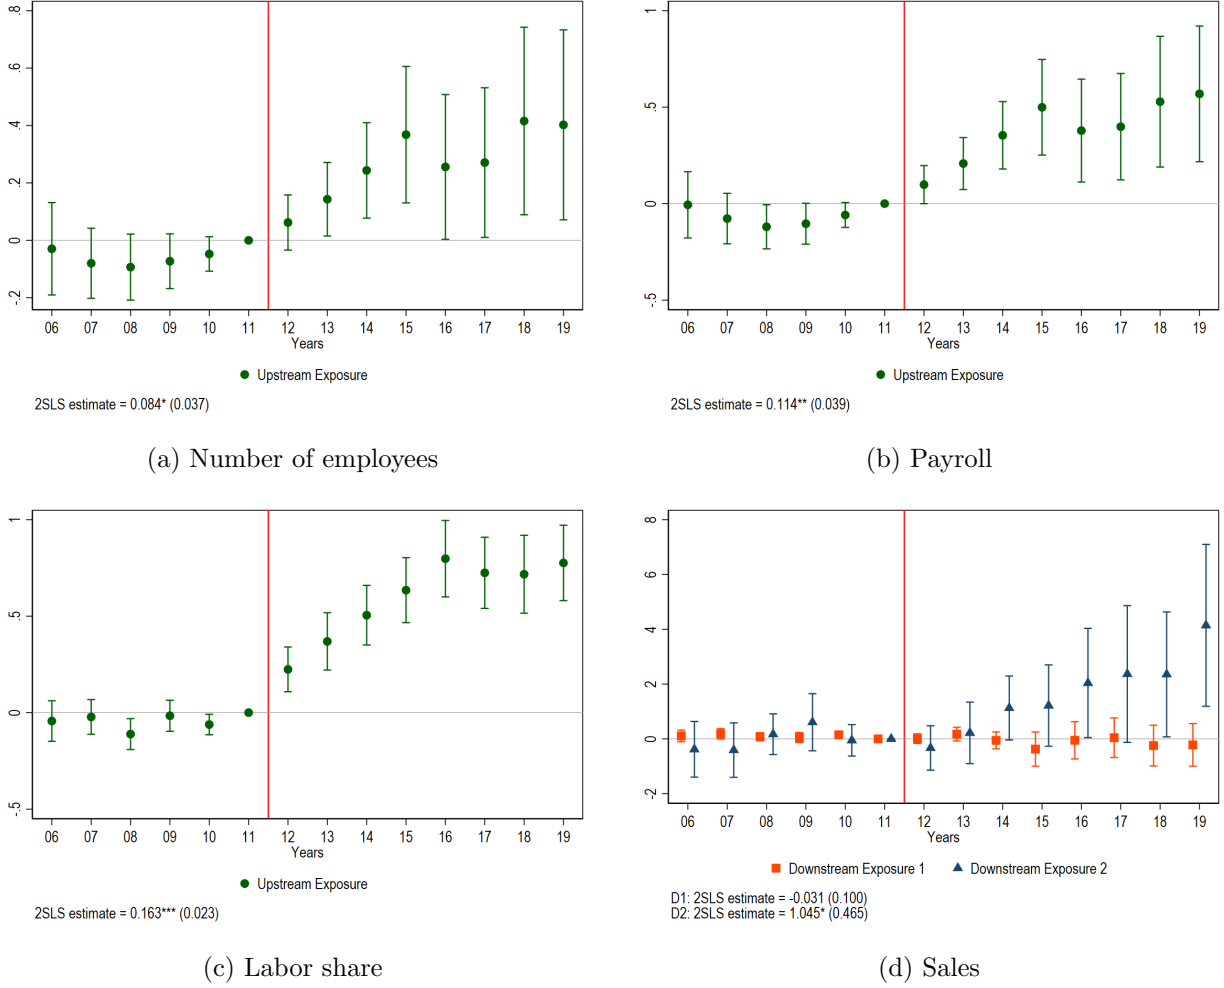 .8
.6
.4
.2
0
-.2
06 07 08 09 10 11 12 13 14 15 16 17 18 19
Years
Upstream Exposure
2SLS estimate = 0.084* (0.037)
(a) Number of employees
1
.5
0
-.5
06 07 08 09 10 11 12 13 14 15 16 17 18 19
Years
Upstream Exposure
2SLS estimate = 0.114** (0.039)
(b) Payroll
1
.5
0
-.5
06 07 08 09 10 11 12 13 14 15 16 17 18 19
Years
Upstream Exposure
2SLS estimate = 0.163*** (0.023)
(c) Labor share
8
6
4
2
0
-2
06 07 08 09 10 11 12 13 14 15 16 17 18 19
Years
Downstream Exposure 1 Downstream Exposure 2
D1: 2SLS estimate = -0.031 (0.100)
D2: 2SLS estimate = 1.045* (0.465)
(d) Sales